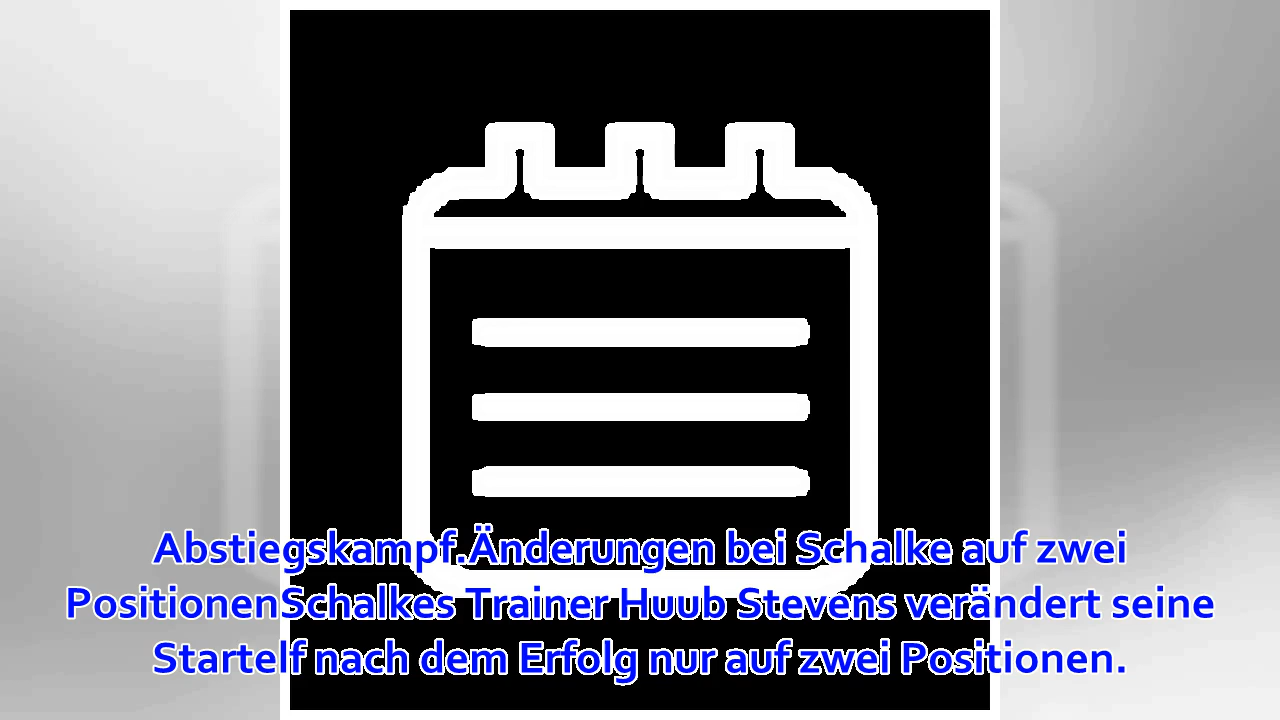 Abstiegskampf.Änderungen bei Schalke auf zwei
PositionenSchalkes Trainer Huub Stevens verändert seine
Startelf nach dem Erfolg nur auf zwei Positionen.